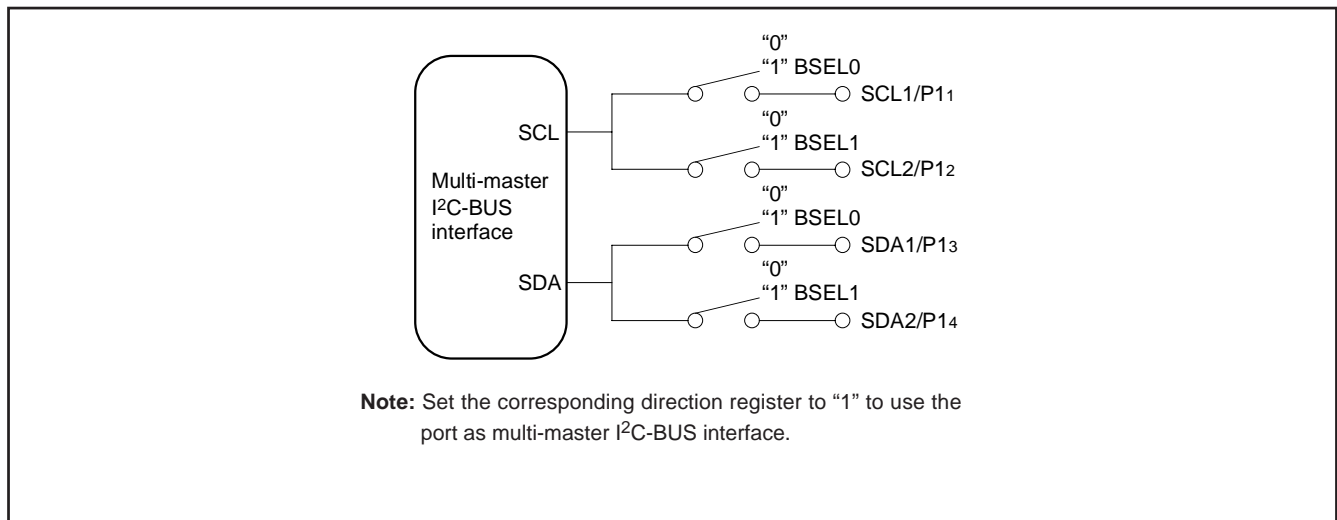 “0”
“1” BSEL0
SCL1/P11
SCL
“0”
“1” BSEL1
SCL2/P12
Multi-master
I2C-BUS
interface
“0”
“1” BSEL0
SDA1/P13
SDA
“0”
“1” BSEL1
SDA2/P14
Note: Set the corresponding direction register to “1” to use the
port as multi-master I2C-BUS interface.